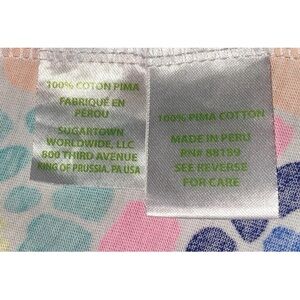 100% COTON PIMA
FABRIQUÉ EN
PEROU
SUGARTOWN
WORLDWIDE, LLC
800 THIRD AVENUE
KING OF PRUSSIA, PA USA
100% PIMA COTTON
MADE IN PERU
RN# 88189
SEE REVERSE
FOR CARE